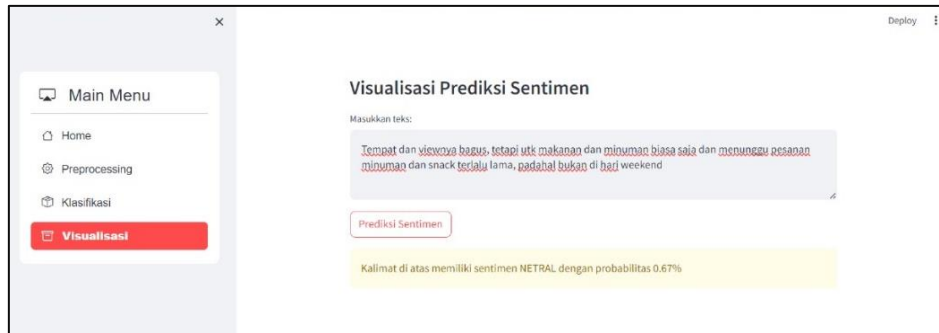 ×
Deploy
Main Menu
Home
Preprocessing
Klasifikasi
Visualisasi
Visualisasi Prediksi Sentimen
Masukkan teks:
Tempat dan viewnya bagus, tetapi utk makanan dan minuman biasa saja dan menunggu pesanan
minuman dan snack terlalu lama, padahal bukan di hari weekend
Prediksi Sentimen
Kalimat di atas memiliki sentimen NETRAL dengan probabilitas 0.67%